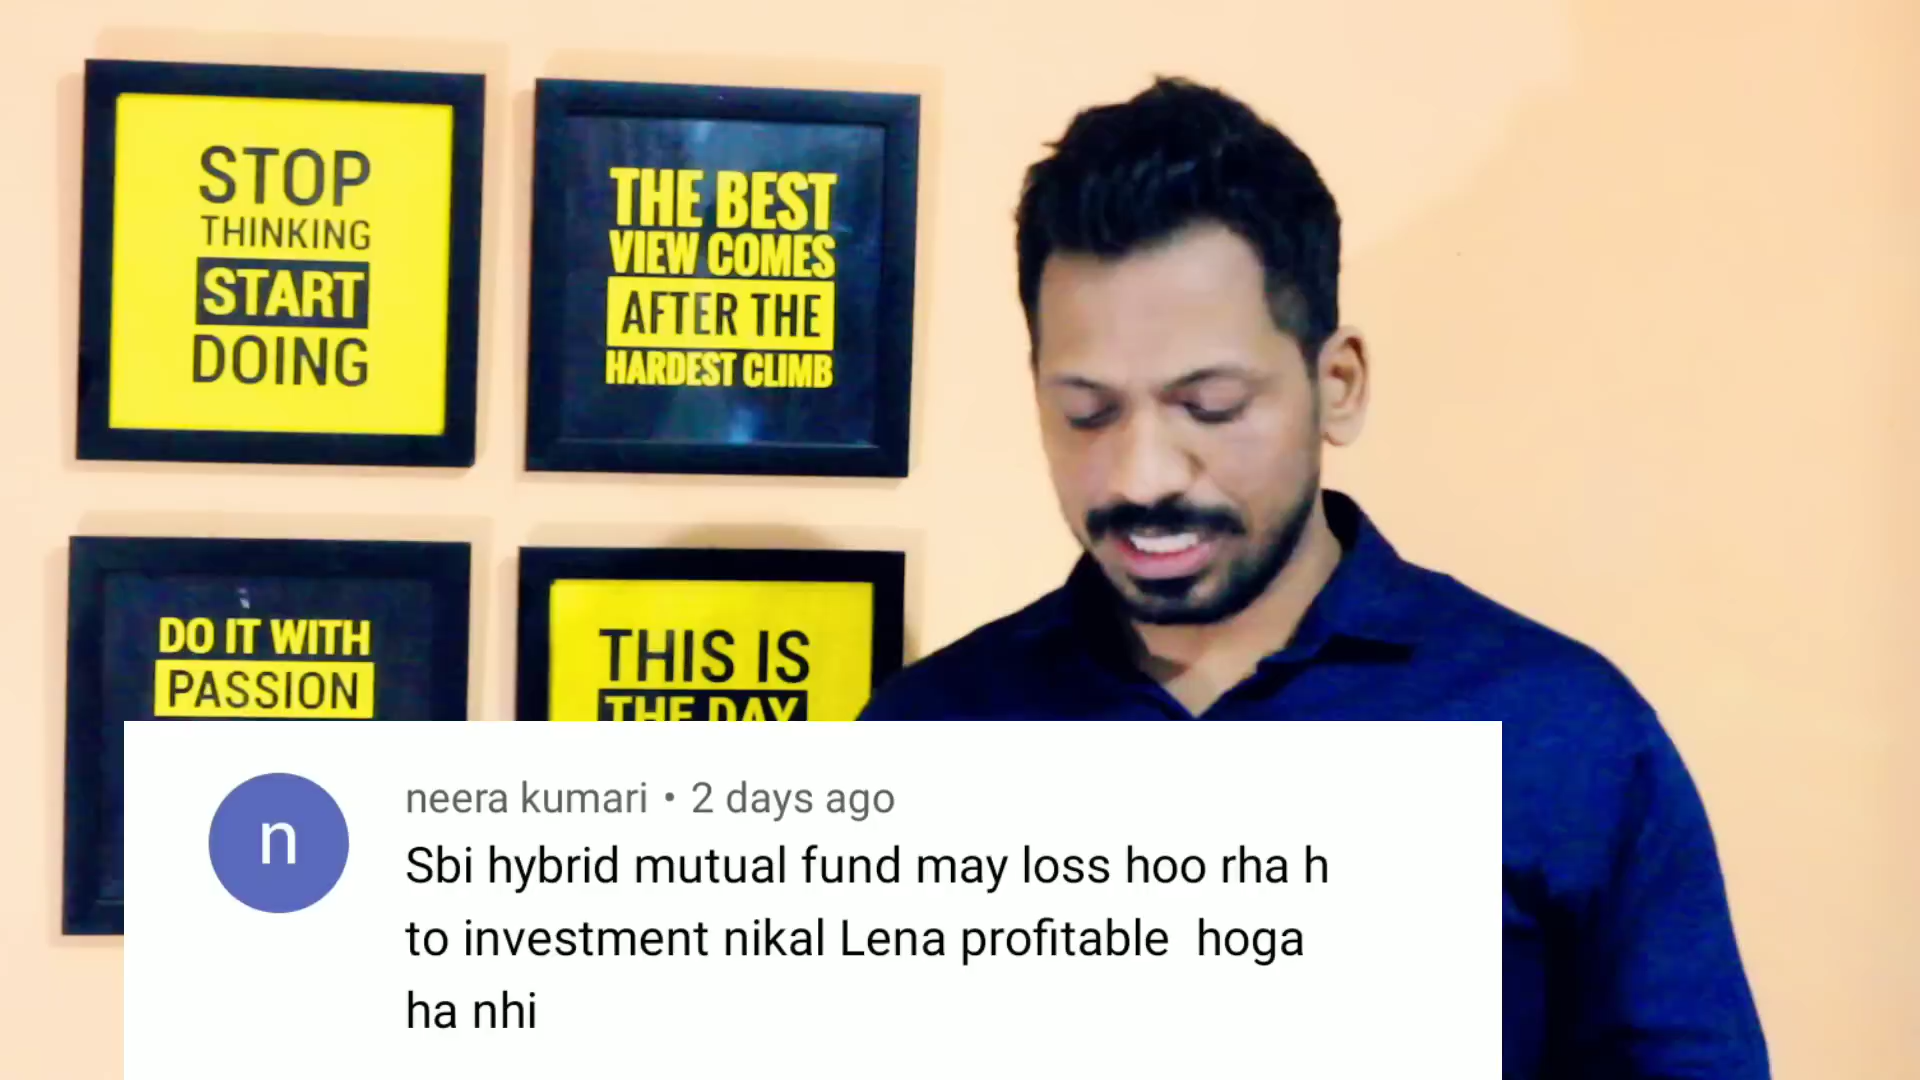 STOP
THINKING
START
DOING
THE BEST
VIEW COMES
AFTER THE
HARDEST CLIMB
DO IT WITH
PASSION
THIS IS
THE DAY
n
neera kumari • 2 days ago
Sbi hybrid mutual fund may loss hoo rha h
to investment nikal Lena profitable hoga
ha nhi